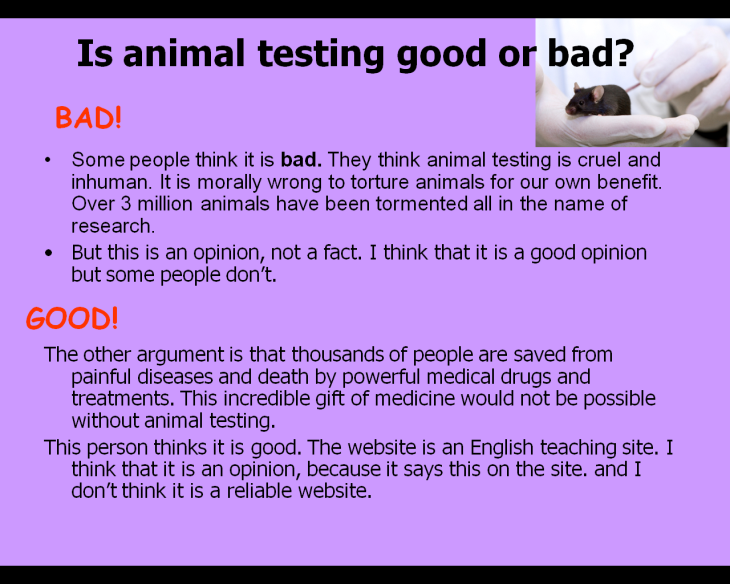 Is animal testing good or bad?
BAD!
• Some people think it is bad. They think animal testing is cruel and
inhuman. It is morally wrong to torture animals for our own benefit.
Over 3 million animals have been tormented all in the name of
research.
• But this is an opinion, not a fact. I think that it is a good opinion
but some people don't.
GOOD!
The other argument is that thousands of people are saved from
painful diseases and death by powerful medical drugs and
treatments. This incredible gift of medicine would not be possible
without animal testing.
This person thinks it is good. The website is an English teaching site. I
think that it is an opinion, because it says this on the site. and I
don't think it is a reliable website.